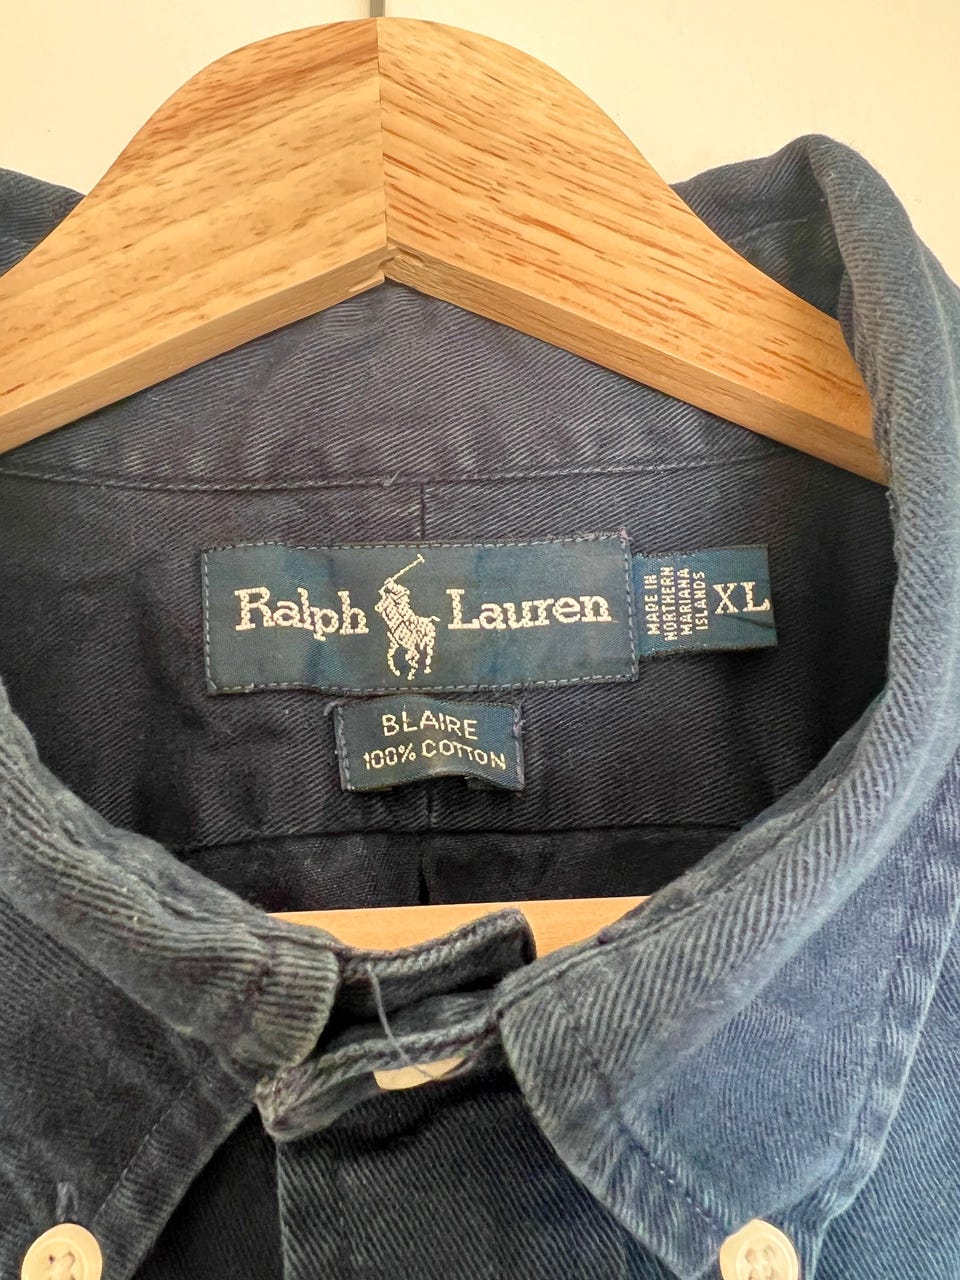 Ralph Lauren
MADE IN
NORTHERN
MARIANA
ISLANDS
XL
BLAIRE
100% COTTON